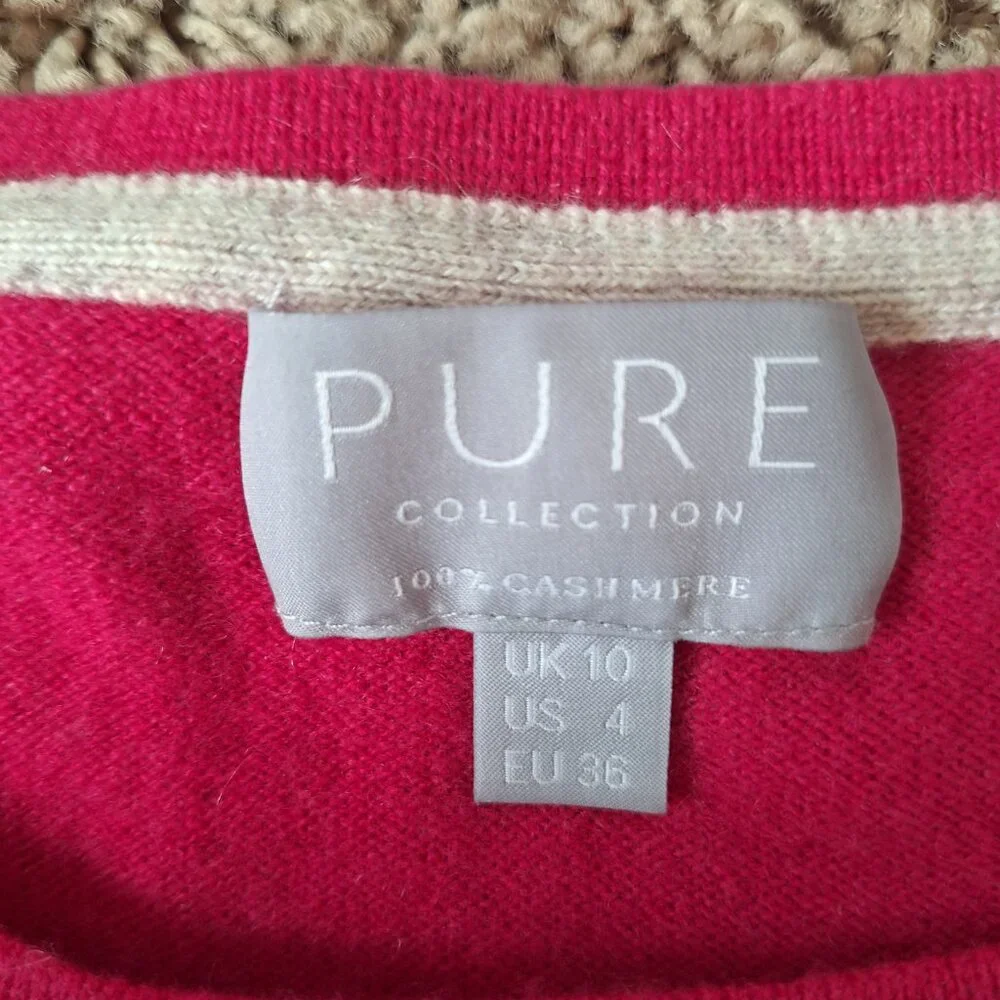 PURE
COLLECTION
100% CASHMERE
UK 10
US 4
EU 36